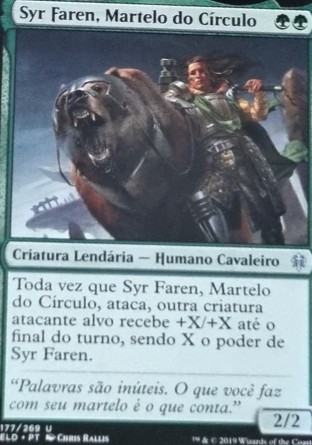 Syr Faren, Martelo do Círculo
Criatura Lendária — Humano Cavaleiro
Toda vez que Syr Faren, Martelo
do Círculo, ataca, outra criatura
atacante alvo recebe +X/+X até o
final do turno, sendo X o poder de
Syr Faren.
“Palavras são inúteis. O que você faz
com seu martelo é o que conta.”
2/2
177/269 U
ELD • PT Chris Rallis
™ & © 2019 Wizards of the Coast